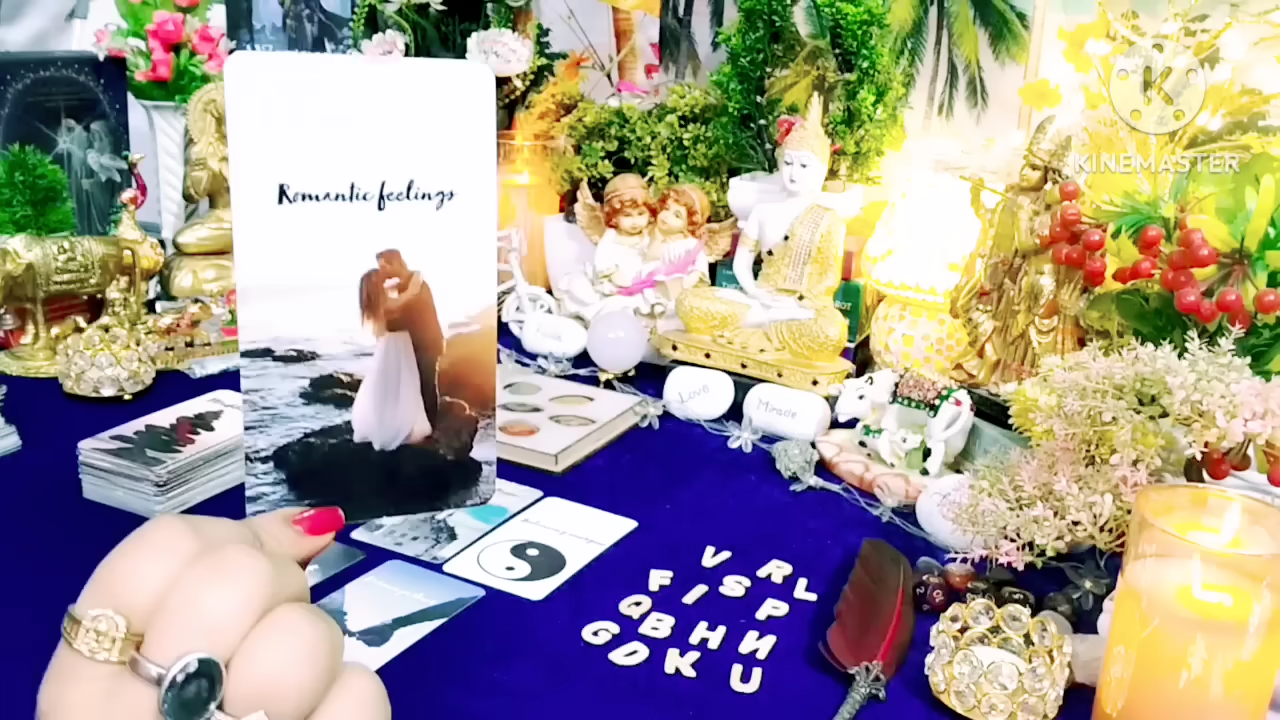 K
KINEMASTER
Romantic feelings
Love
Miracle
V R L
F I S P
Q B H N
G D K U